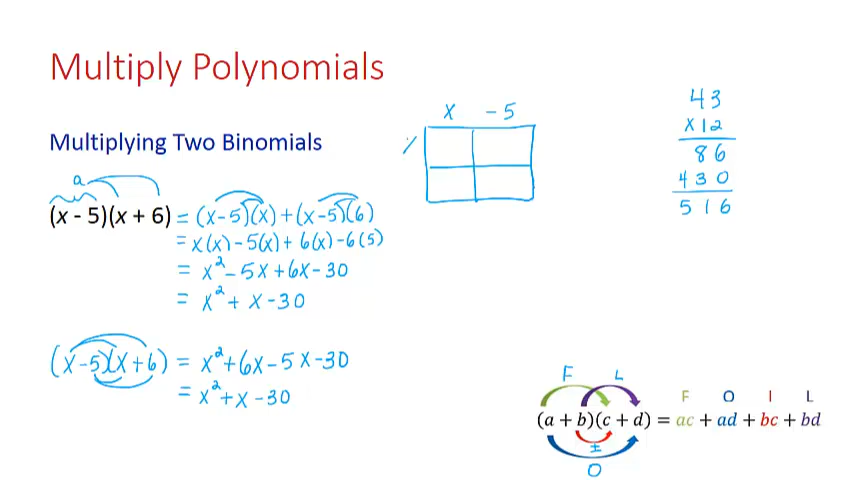 Multiply Polynomials
Multiplying Two Binomials
a
(x - 5)(x + 6) = (x-5)(x)+(x-5)(6)
= x(x) - 5(x) + 6(x) - 6(5)
= x² - 5x + 6x - 30
= x² + x - 30
(x-5)(x+6) = x² + 6x - 5x - 30
= x² + x - 30
x -5
43
x12
86
430
516
F L
F O I L
(a + b)(c + d) = ac + ad + bc + bd
I
O